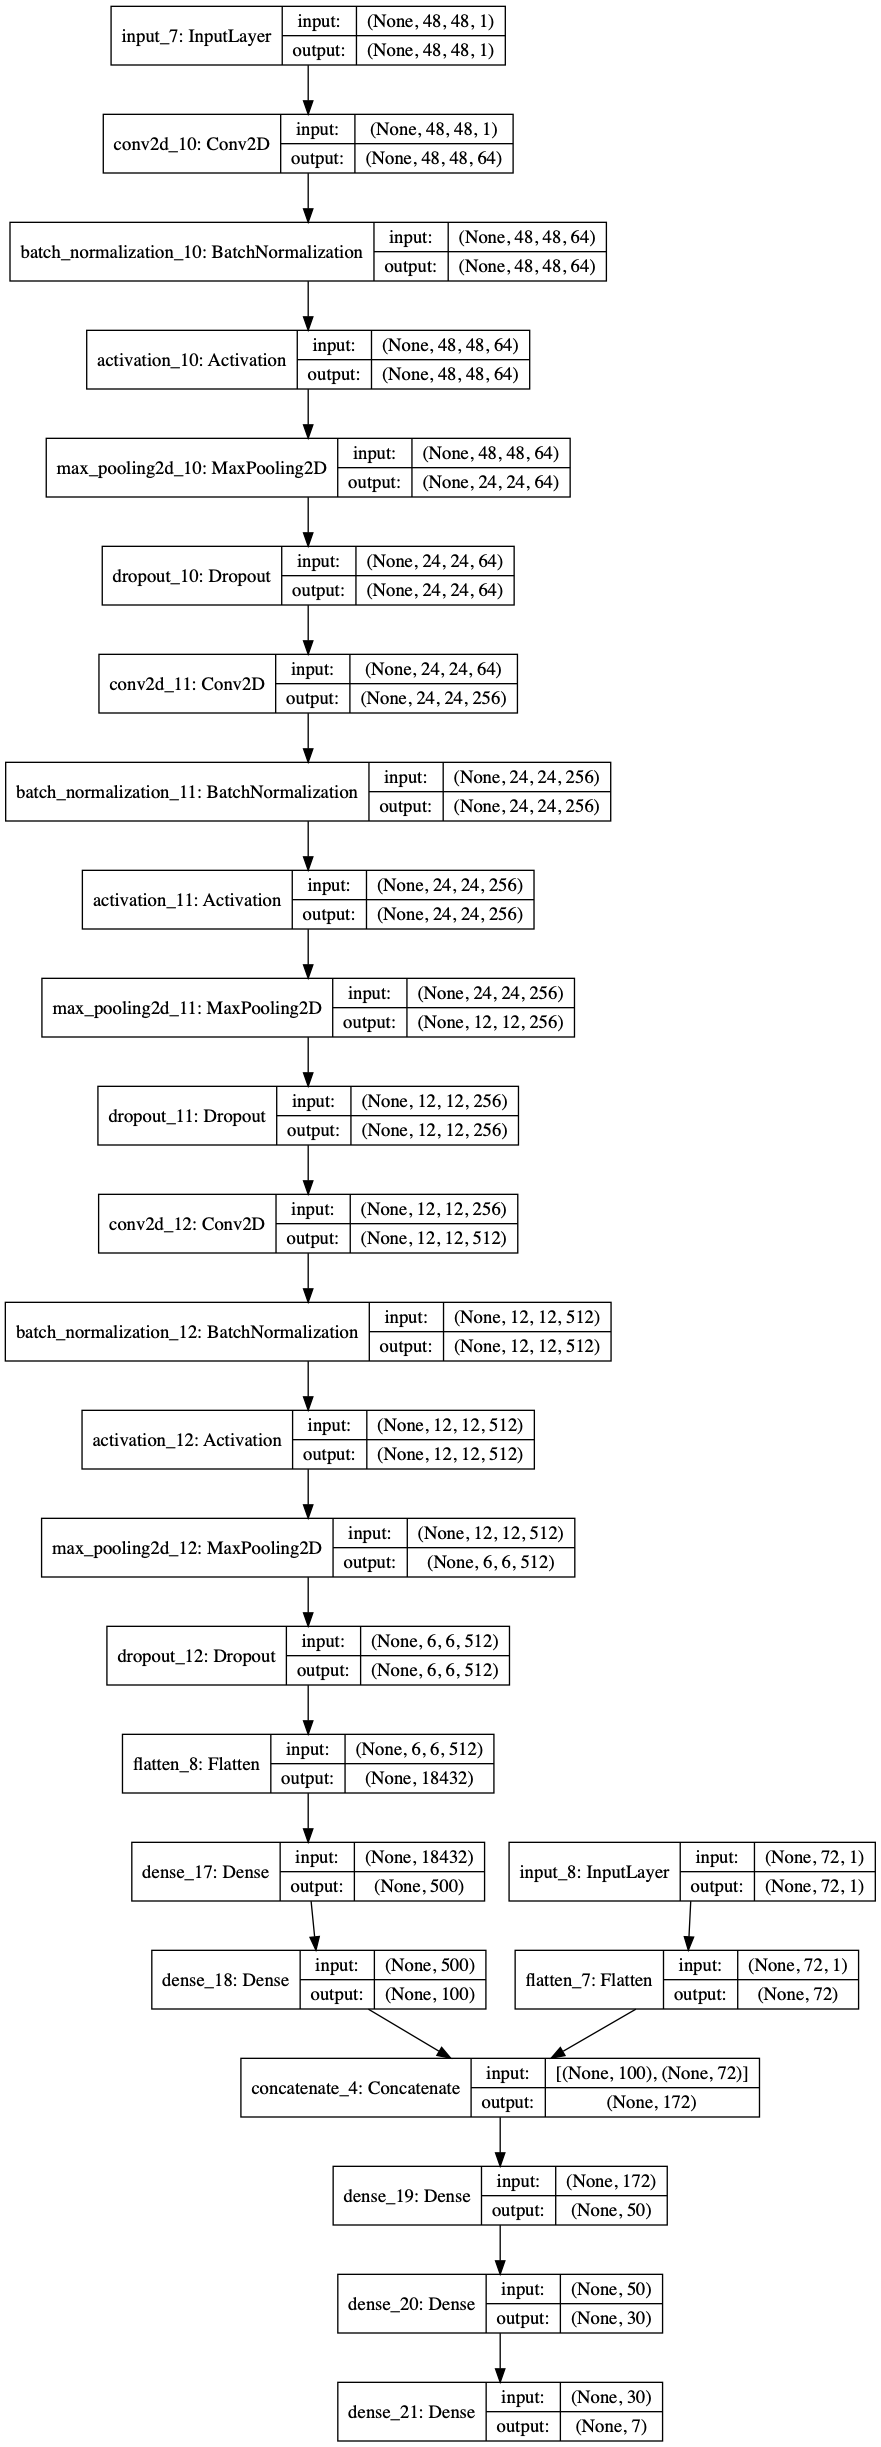 input_7: InputLayer
input: (None, 48, 48, 1)
output: (None, 48, 48, 1)
conv2d_10: Conv2D
input: (None, 48, 48, 1)
output: (None, 48, 48, 64)
batch_normalization_10: BatchNormalization
input: (None, 48, 48, 64)
output: (None, 48, 48, 64)
activation_10: Activation
input: (None, 48, 48, 64)
output: (None, 48, 48, 64)
max_pooling2d_10: MaxPooling2D
input: (None, 48, 48, 64)
output: (None, 24, 24, 64)
dropout_10: Dropout
input: (None, 24, 24, 64)
output: (None, 24, 24, 64)
conv2d_11: Conv2D
input: (None, 24, 24, 64)
output: (None, 24, 24, 256)
batch_normalization_11: BatchNormalization
input: (None, 24, 24, 256)
output: (None, 24, 24, 256)
activation_11: Activation
input: (None, 24, 24, 256)
output: (None, 24, 24, 256)
max_pooling2d_11: MaxPooling2D
input: (None, 24, 24, 256)
output: (None, 12, 12, 256)
dropout_11: Dropout
input: (None, 12, 12, 256)
output: (None, 12, 12, 256)
conv2d_12: Conv2D
input: (None, 12, 12, 256)
output: (None, 12, 12, 512)
batch_normalization_12: BatchNormalization
input: (None, 12, 12, 512)
output: (None, 12, 12, 512)
activation_12: Activation
input: (None, 12, 12, 512)
output: (None, 12, 12, 512)
max_pooling2d_12: MaxPooling2D
input: (None, 12, 12, 512)
output: (None, 6, 6, 512)
dropout_12: Dropout
input: (None, 6, 6, 512)
output: (None, 6, 6, 512)
flatten_8: Flatten
input: (None, 6, 6, 512)
output: (None, 18432)
dense_17: Dense
input: (None, 18432)
output: (None, 500)
input_8: InputLayer
input: (None, 72, 1)
output: (None, 72, 1)
dense_18: Dense
input: (None, 500)
output: (None, 100)
flatten_7: Flatten
input: (None, 72, 1)
output: (None, 72)
concatenate_4: Concatenate
input: [(None, 100), (None, 72)]
output: (None, 172)
dense_19: Dense
input: (None, 172)
output: (None, 50)
dense_20: Dense
input: (None, 50)
output: (None, 30)
dense_21: Dense
input: (None, 30)
output: (None, 7)